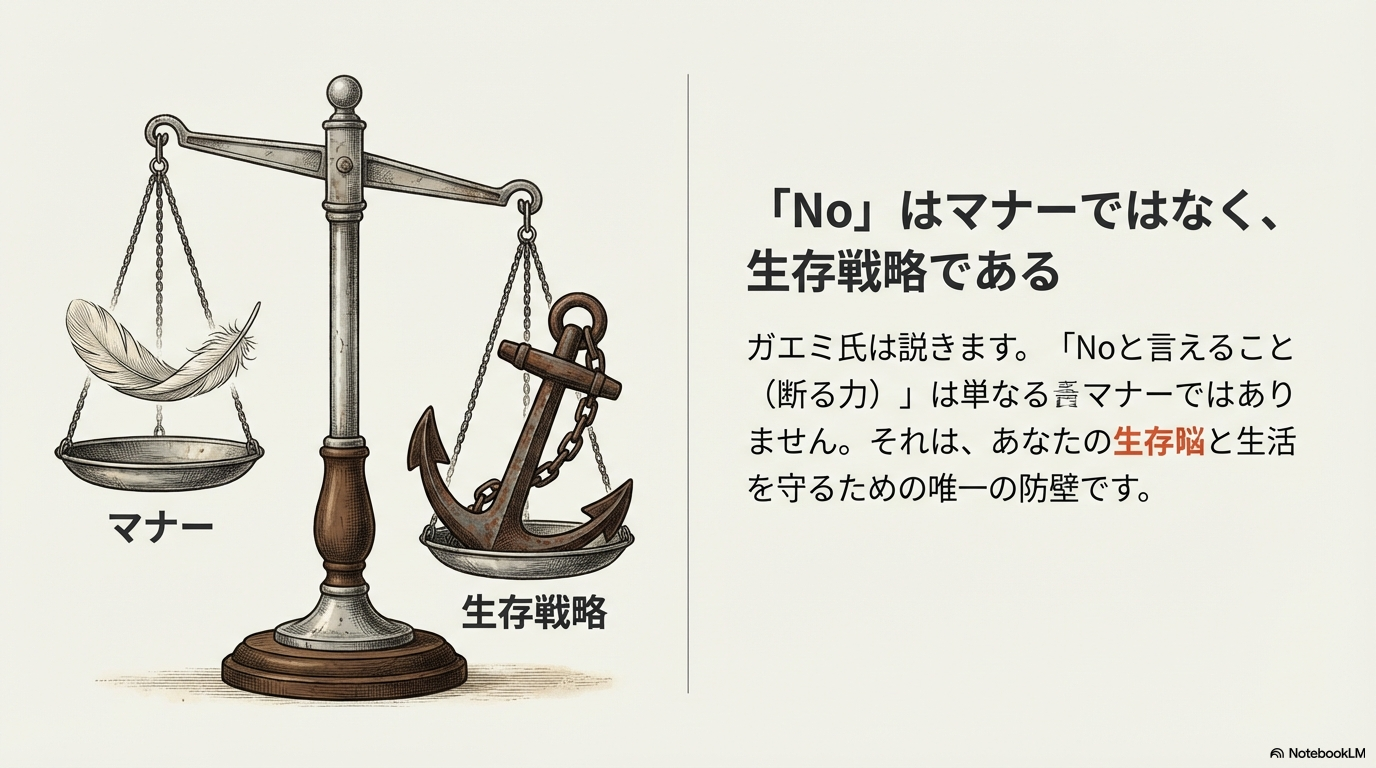 「No」はマナーではなく、
生存戦略である
ガエミ氏は説きます。「Noと言えること
（断る力）」は単なるマナーではあり
ません。それは、あなたの生存脳と生活
を守るための唯一の防壁です。
マナー
生存戦略
NotebookLM